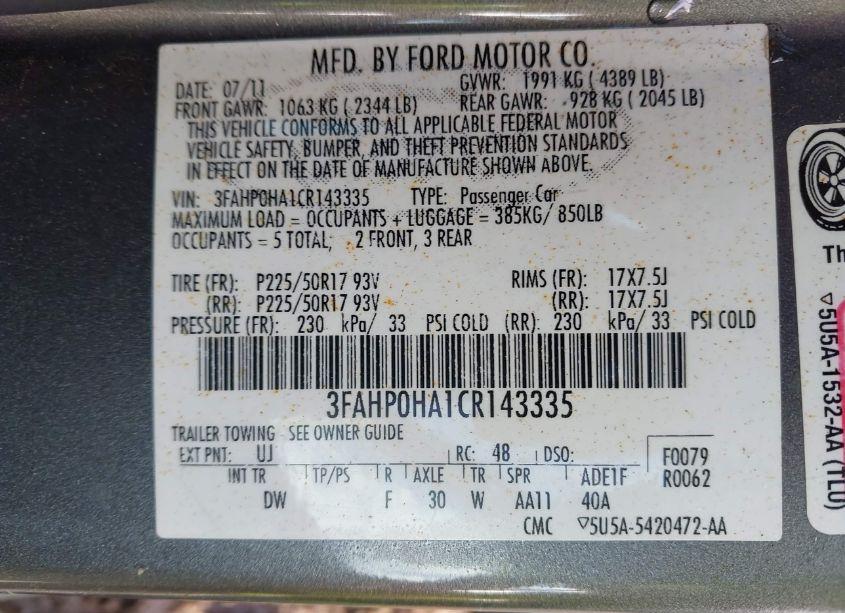 MFD. BY FORD MOTOR CO.
DATE: 07/11 GVWR: 1991 KG ( 4389 LB)
FRONT GAWR: 1063 KG ( 2344 LB) REAR GAWR: 928 KG ( 2045 LB)
THIS VEHICLE CONFORMS TO ALL APPLICABLE FEDERAL MOTOR
VEHICLE SAFETY, BUMPER, AND THEFT PREVENTION STANDARDS
IN EFFECT ON THE DATE OF MANUFACTURE SHOWN ABOVE.
VIN: 3FAHP0HA1CR143335 TYPE: Passenger Car
MAXIMUM LOAD = OCCUPANTS + LUGGAGE = 385KG/ 850LB
OCCUPANTS = 5 TOTAL; 2 FRONT, 3 REAR
TIRE (FR): P225/50R17 93V RIMS (FR): 17X7.5J
(RR): P225/50R17 93V (RR): 17X7.5J
PRESSURE (FR): 230 kPa/ 33 PSI COLD (RR): 230 kPa/ 33 PSI COLD
3FAHP0HA1CR143335
TRAILER TOWING SEE OWNER GUIDE
EXT PNT: UJ RC: 48 DSO: F0079
INT TR TP/PS R AXLE TR SPR ADE1F R0062
DW F 30 W AA11 40A
CMC ▽5U5A-5420472-AA
Th
▽5U5A-1532-AA (TLU)